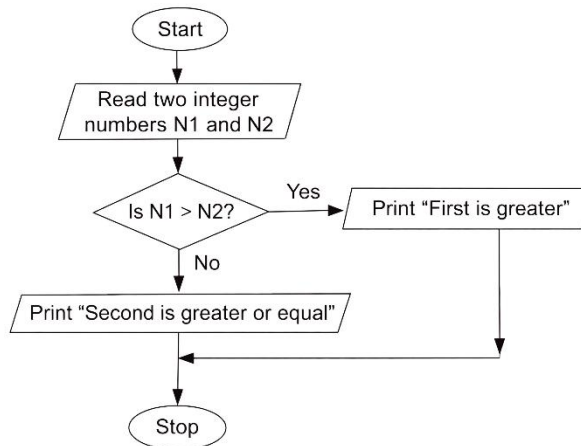 Start
Read two integer
numbers N1 and N2
Is N1 > N2?
Yes
Print “First is greater”
No
Print “Second is greater or equal”
Stop